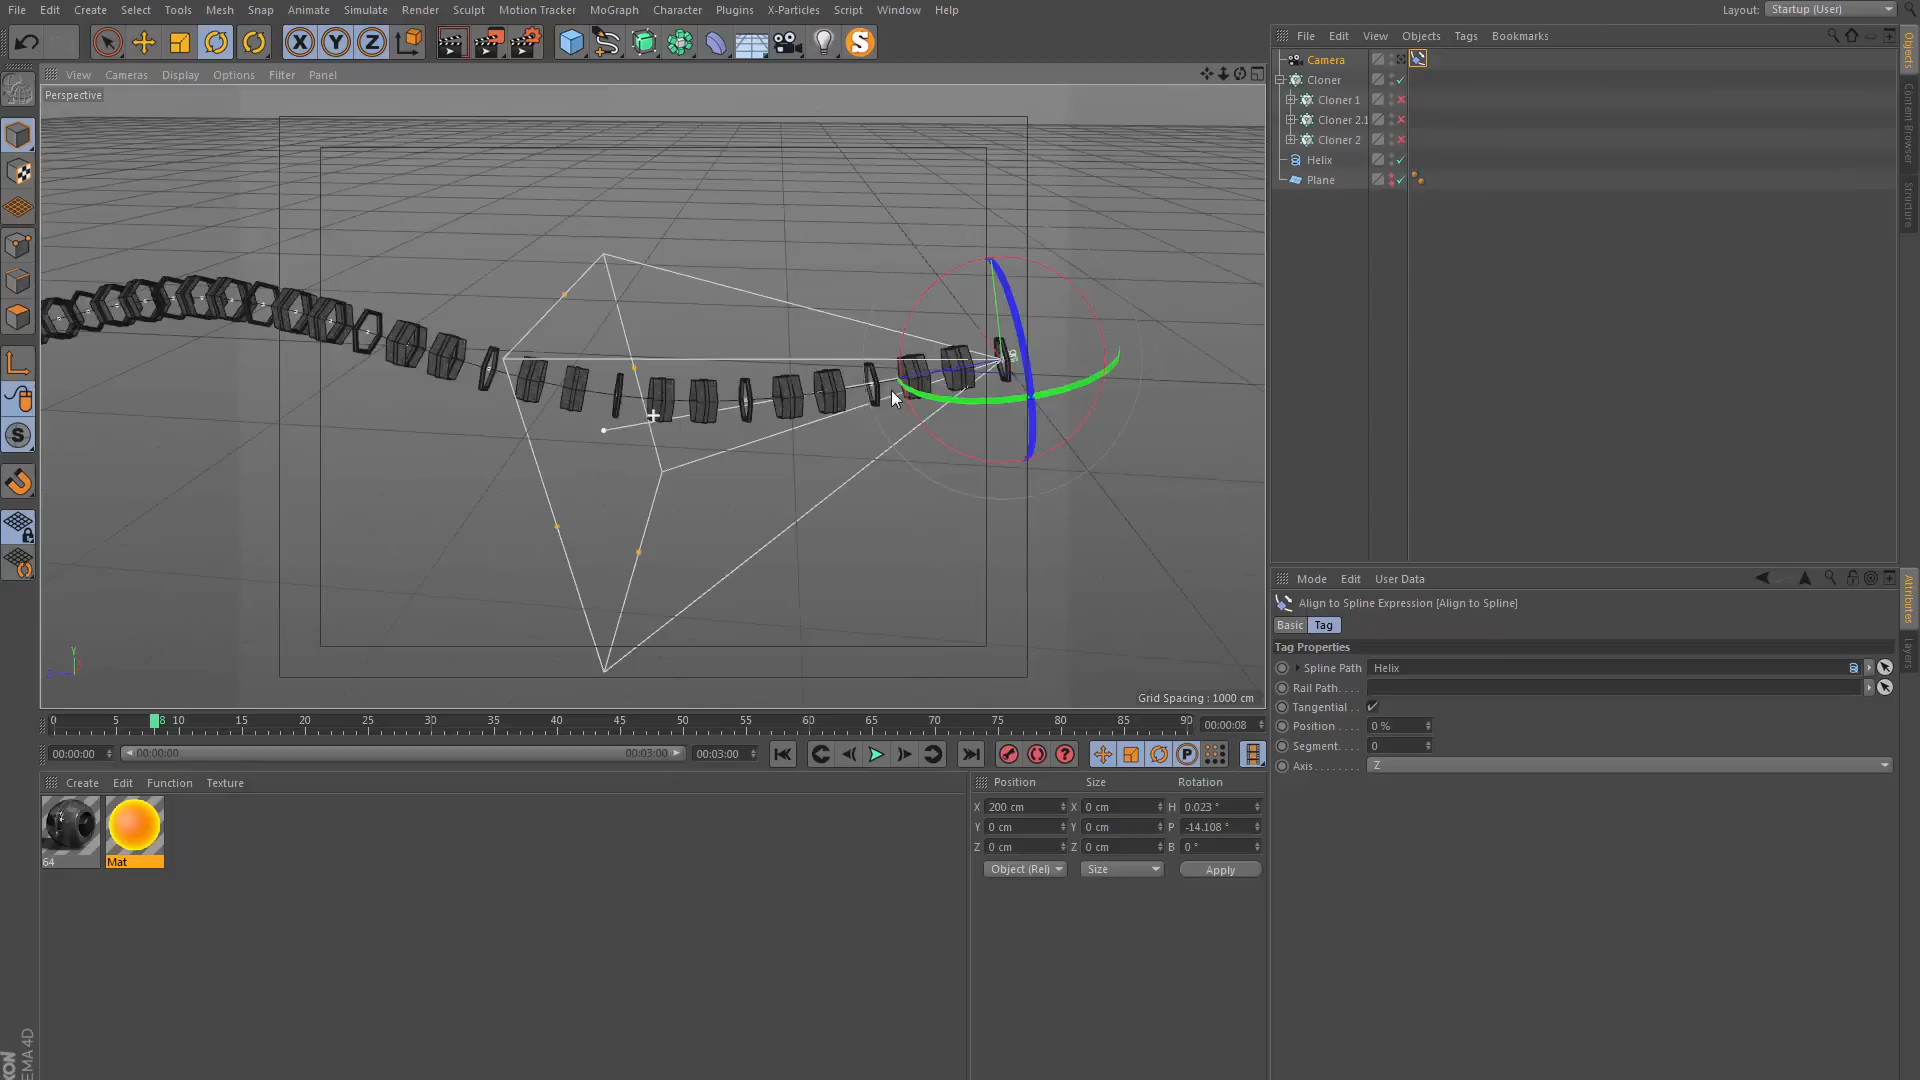 File Edit Create Select Tools Mesh Snap Animate Simulate Render Sculpt Motion Tracker MoGraph Character Plugins X-Particles Script Window Help
Layout: Startup (User)
X Y Z
S
File Edit View Objects Tags Bookmarks
View Cameras Display Options Filter Panel
Perspective
Camera
Cloner
Cloner 1
Cloner 2.1
Cloner 2
Helix
Plane
Objects
Content Browser
Structure
Mode Edit User Data
Align to Spline Expression [Align to Spline]
Basic Tag
Tag Properties
Spline Path Helix
Rail Path. . . .
Tangential . .
Position. . . . 0 %
Segment. . . . 0
Axis. . . . . . . . Z
Attributes
Layers
Y
Z
Grid Spacing : 1000 cm
0 5 8 10 15 20 25 30 35 40 45 50 55 60 65 70 75 80 85 90
00:00:08
00:00:00 00:00:00 00:03:00 00:03:00
P
Create Edit Function Texture
64
Mat
Position Size Rotation
X 200 cm X 0 cm H 0.023 °
Y 0 cm Y 0 cm P -14.108 °
Z 0 cm Z 0 cm B 0 °
Object (Rel) Size Apply